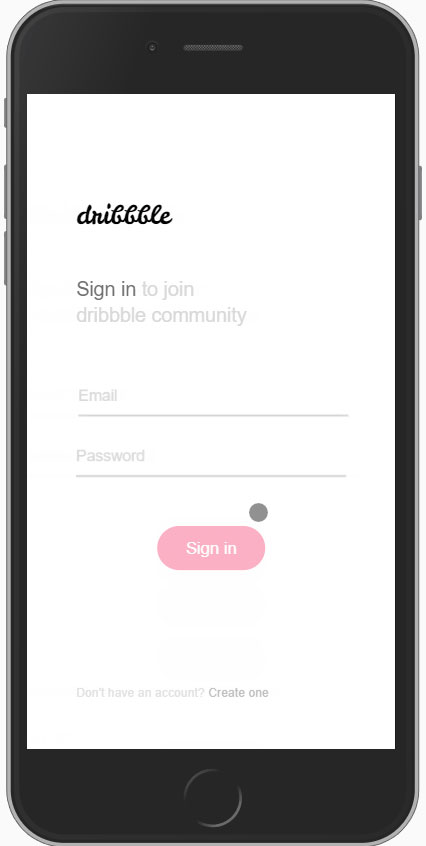 dribbble
Sign in to join
dribbble community
Email
Password
Sign in
Don't have an account? Create one